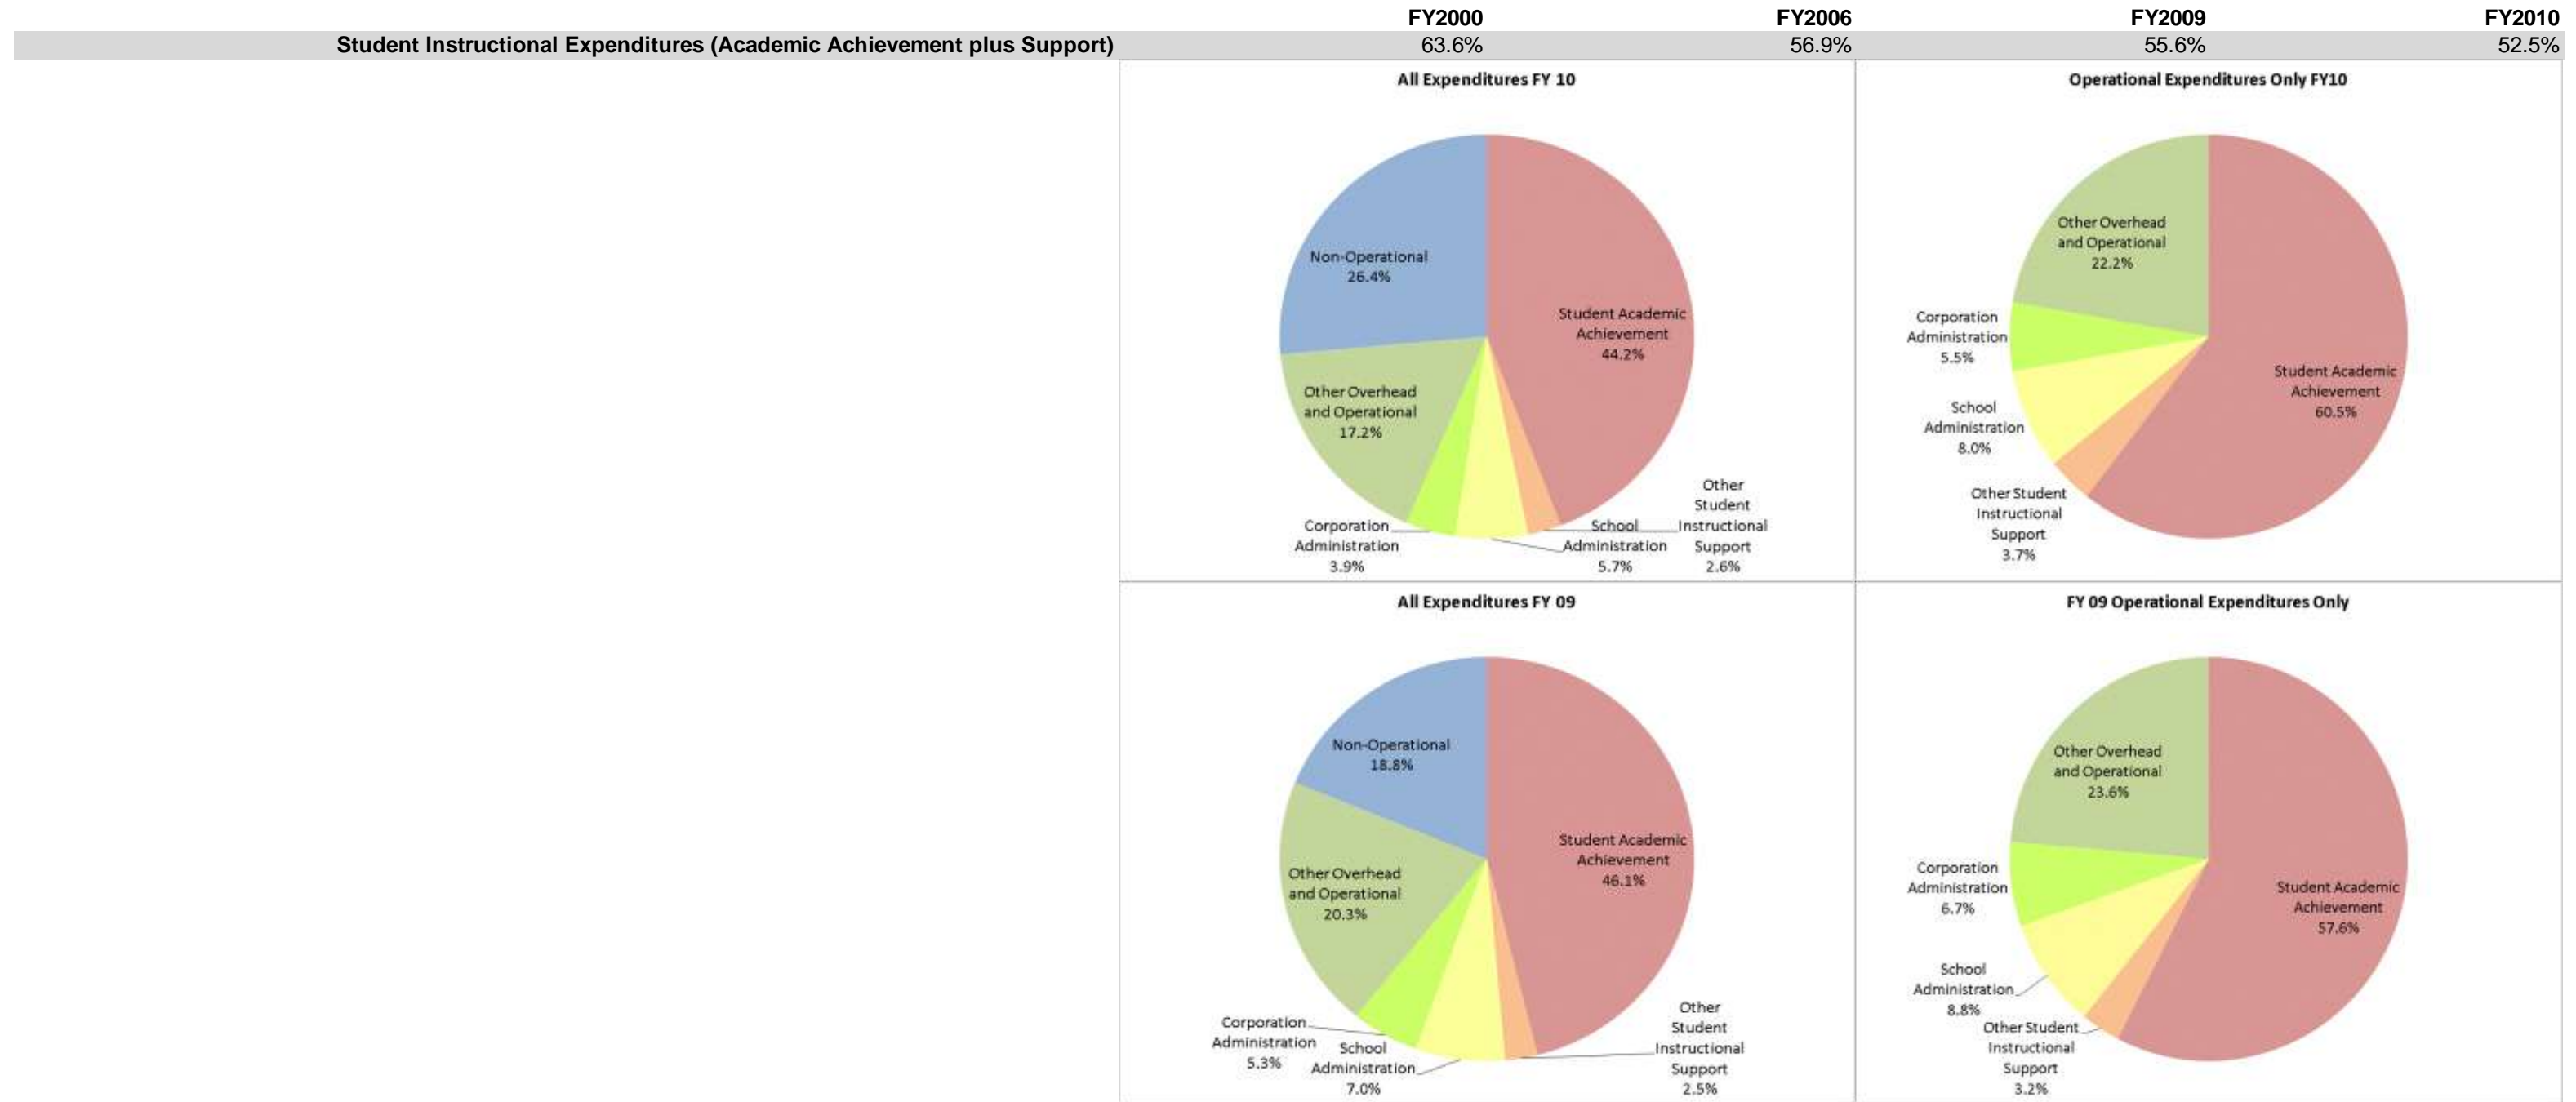 FY2000 FY2006 FY2009 FY2010
Student Instructional Expenditures (Academic Achievement plus Support) 63.6% 56.9% 55.6% 52.5%
All Expenditures FY 10
Non-Operational
26.4%
Student Academic
Achievement
44.2%
Other Overhead
and Operational
17.2%
Corporation
Administration
3.9%
School
Administration
5.7%
Other
Student
Instructional
Support
2.6%
Operational Expenditures Only FY10
Other Overhead
and Operational
22.2%
Corporation
Administration
5.5%
Student Academic
Achievement
60.5%
School
Administration
8.0%
Other Student
Instructional
Support
3.7%
All Expenditures FY 09
Non-Operational
18.8%
Student Academic
Achievement
46.1%
Other Overhead
and Operational
20.3%
Corporation
Administration
5.3%
School
Administration
7.0%
Other
Student
Instructional
Support
2.5%
FY 09 Operational Expenditures Only
Other Overhead
and Operational
23.6%
Corporation
Administration
6.7%
Student Academic
Achievement
57.6%
School
Administration
8.8%
Other Student
Instructional
Support
3.2%